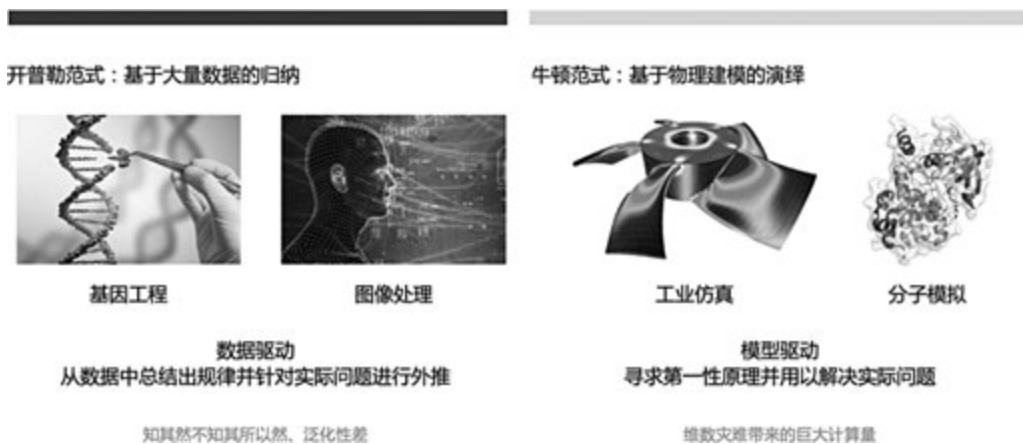 开普勒范式：基于大量数据的归纳
基因工程
图像处理
数据驱动
从数据中总结出规律并针对实际问题进行外推
知其然不知其所以然、泛化性差
牛顿范式：基于物理建模的演绎
工业仿真
分子模拟
模型驱动
寻求第一性原理并用以解决实际问题
维数灾难带来的巨大计算量